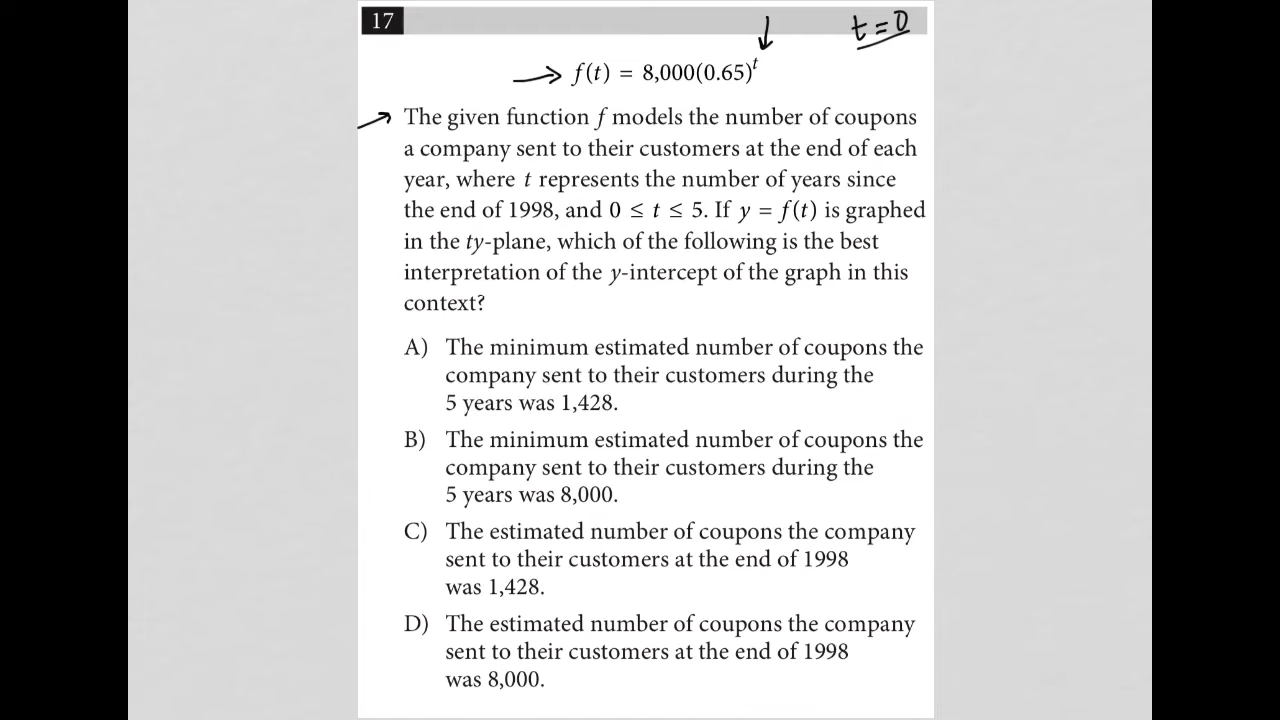 17
t = 0
f(t) = 8,000(0.65)^t
The given function f models the number of coupons
a company sent to their customers at the end of each
year, where t represents the number of years since
the end of 1998, and 0 ≤ t ≤ 5. If y = f(t) is graphed
in the ty-plane, which of the following is the best
interpretation of the y-intercept of the graph in this
context?
A) The minimum estimated number of coupons the
company sent to their customers during the
5 years was 1,428.
B) The minimum estimated number of coupons the
company sent to their customers during the
5 years was 8,000.
C) The estimated number of coupons the company
sent to their customers at the end of 1998
was 1,428.
D) The estimated number of coupons the company
sent to their customers at the end of 1998
was 8,000.